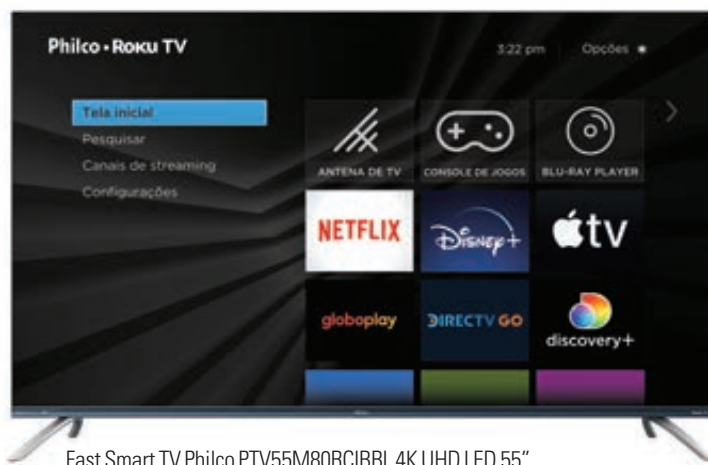 Philco • Roku TV
3:22 pm | Opções
Tela inicial
Pesquisar
Canais de streaming
Configurações
ANTENA DE TV
CONSOLE DE JOGOS
BLU-RAY PLAYER
NETFLIX
Disney+
tv
globoplay
DIRECTV GO
discovery+
Fast Smart TV Philco PTV55M80RCIBBL 4K UHD LED 55"